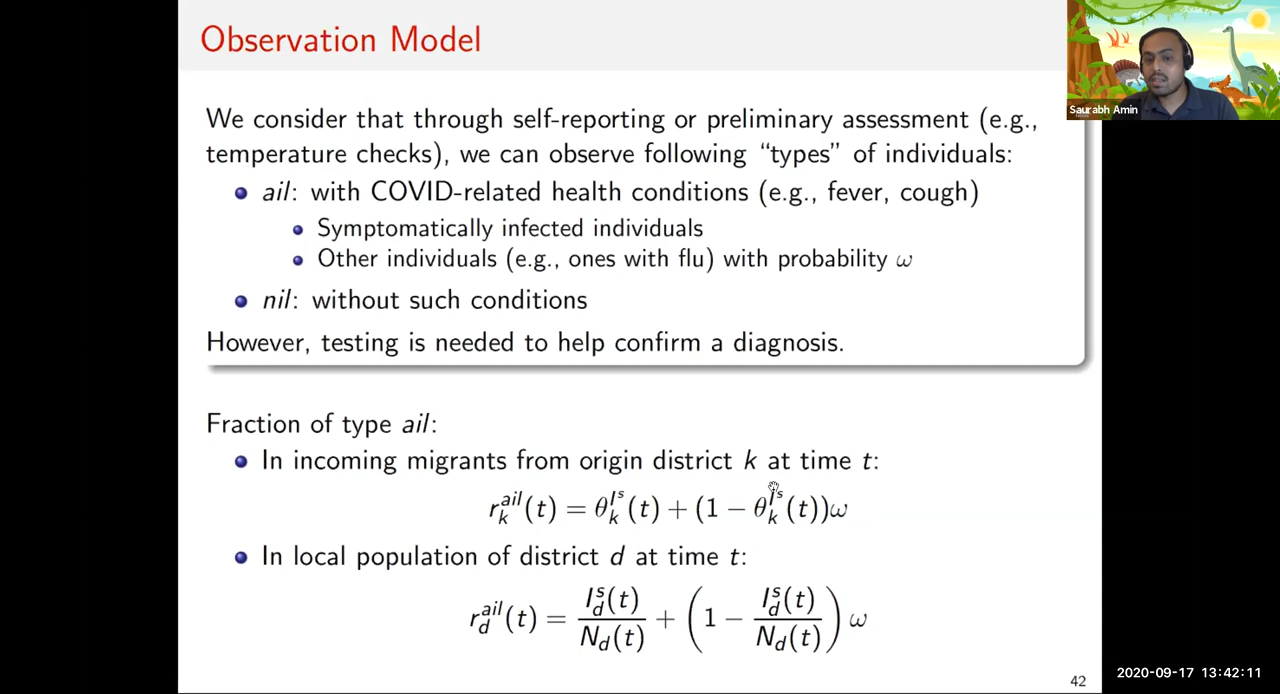 Observation Model
Saurabh Amin
We consider that through self-reporting or preliminary assessment (e.g.,
temperature checks), we can observe following “types” of individuals:
ail: with COVID-related health conditions (e.g., fever, cough)
Symptomatically infected individuals
Other individuals (e.g., ones with flu) with probability ω
nil: without such conditions
However, testing is needed to help confirm a diagnosis.
Fraction of type ail:
In incoming migrants from origin district k at time t:
r_k^{ail}(t) = θ_k^{I^s}(t) + (1 − θ_k^{I^s}(t))ω
In local population of district d at time t:
r_d^{ail}(t) = \frac{I_d^s(t)}{N_d(t)} + \left(1 − \frac{I_d^s(t)}{N_d(t)}\right) ω
42
2020-09-17 13:42:11